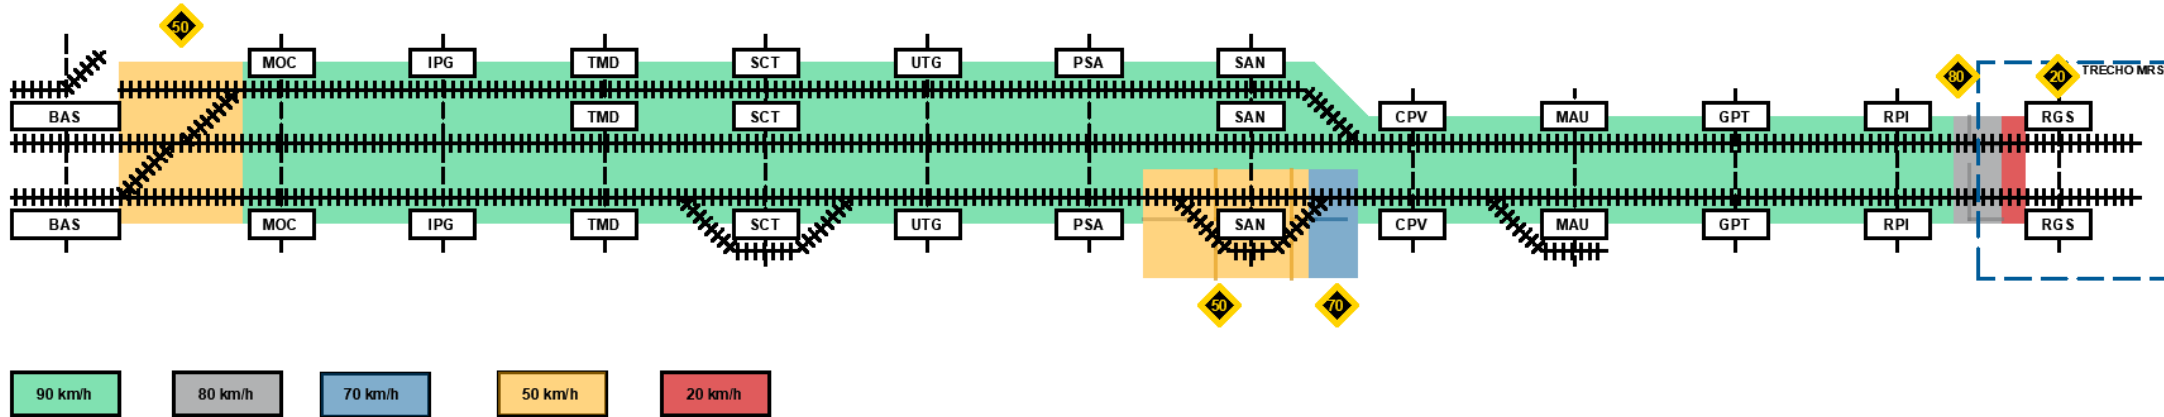 50
MOC IPG TMD SCT UTG PSA SAN
80 20 TRECHO MRS
BAS TMD SCT SAN CPV MAU GPT RPI RGS
BAS MOC IPG TMD SCT UTG PSA SAN CPV MAU GPT RPI RGS
50 70
90 km/h 80 km/h 70 km/h 50 km/h 20 km/h